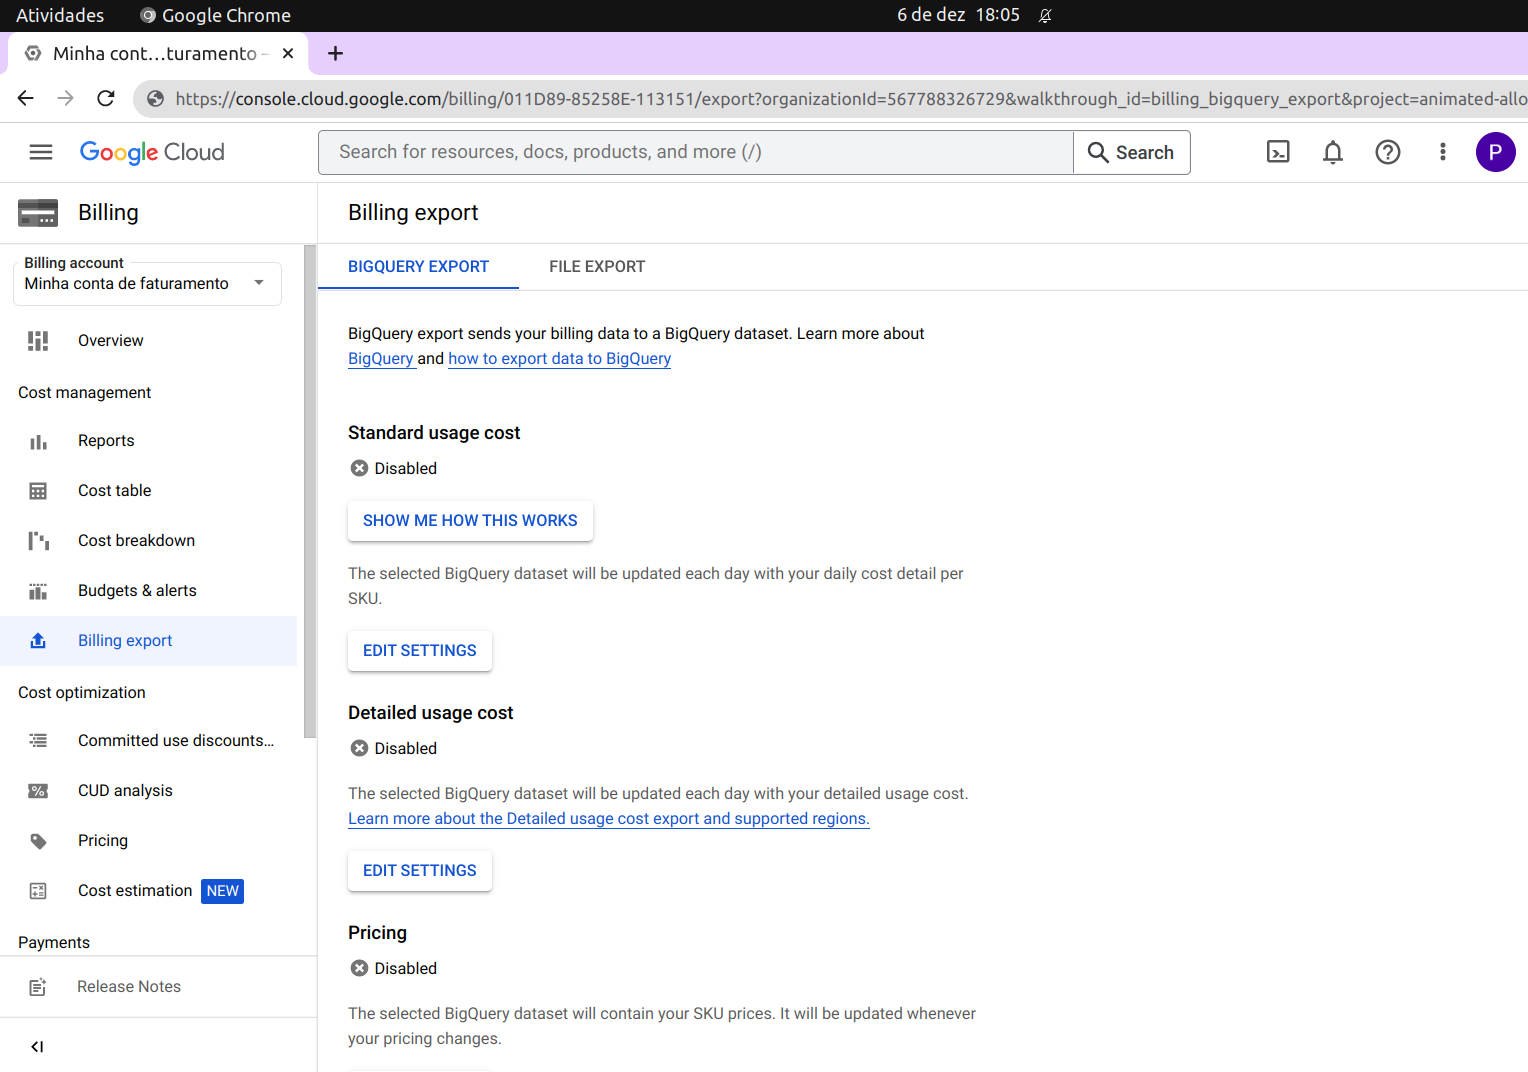 Atividades
Google Chrome
6 de dez 18:05
Minha cont…turamento –
https://console.cloud.google.com/billing/011D89-85258E-113151/export?organizationId=567788326729&walkthrough_id=billing_bigquery_export&project=animated-allo
Google Cloud
Search for resources, docs, products, and more (/)
Search
P
Billing
Billing account
Minha conta de faturamento
Overview
Cost management
Reports
Cost table
Cost breakdown
Budgets & alerts
Billing export
Cost optimization
Committed use discounts...
CUD analysis
Pricing
Cost estimation NEW
Payments
Release Notes
Billing export
BIGQUERY EXPORT
FILE EXPORT
BigQuery export sends your billing data to a BigQuery dataset. Learn more about
BigQuery and how to export data to BigQuery
Standard usage cost
Disabled
SHOW ME HOW THIS WORKS
The selected BigQuery dataset will be updated each day with your daily cost detail per
SKU.
EDIT SETTINGS
Detailed usage cost
Disabled
The selected BigQuery dataset will be updated each day with your detailed usage cost.
Learn more about the Detailed usage cost export and supported regions.
EDIT SETTINGS
Pricing
Disabled
The selected BigQuery dataset will contain your SKU prices. It will be updated whenever
your pricing changes.